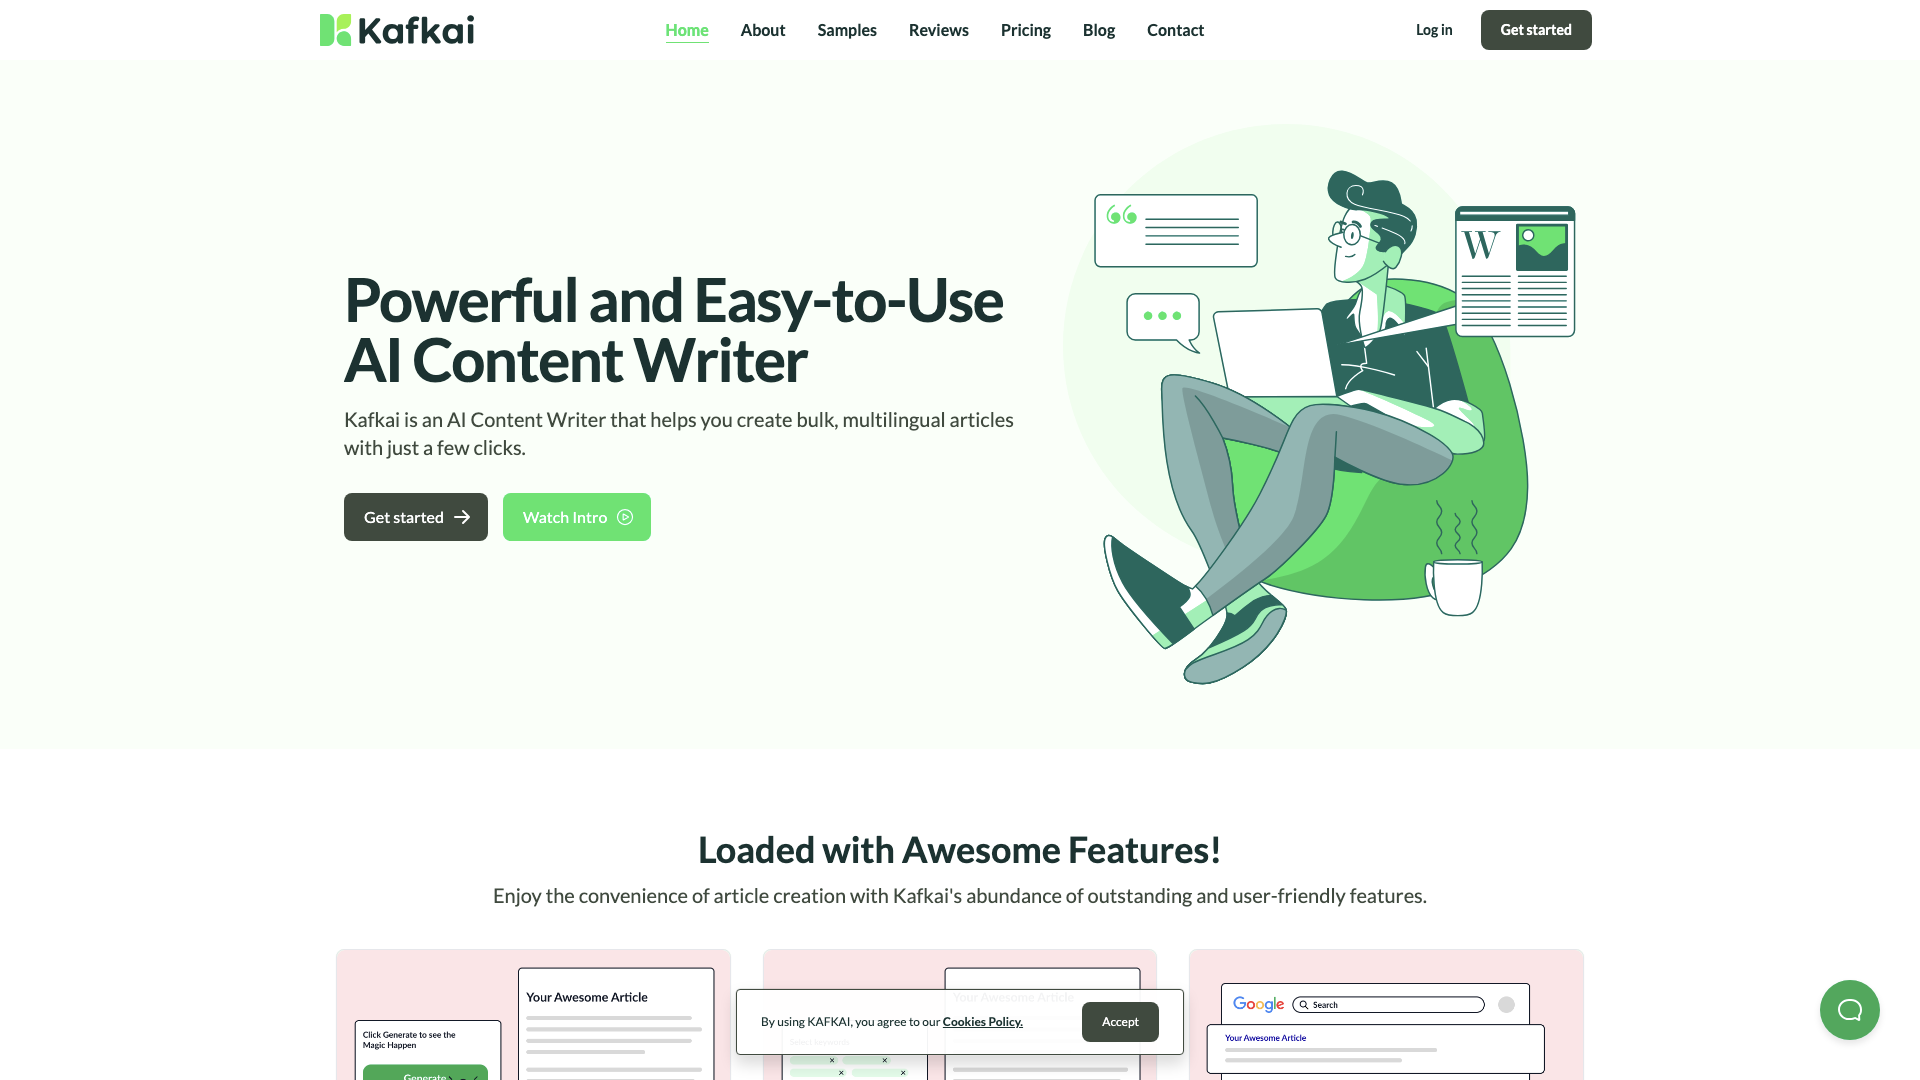 Kafkai
Home
About
Samples
Reviews
Pricing
Blog
Contact
Log in
Get started
Powerful and Easy-to-Use
AI Content Writer
Kafkai is an AI Content Writer that helps you create bulk, multilingual articles
with just a few clicks.
Get started
Watch Intro
W
Loaded with Awesome Features!
Enjoy the convenience of article creation with Kafkai's abundance of outstanding and user-friendly features.
Your Awesome Article
Click Generate to see the
Magic Happen
Generate
Your Awesome Article
By using KAFKAI, you agree to our Cookies Policy.
Accept
Google
Search
Your Awesome Article